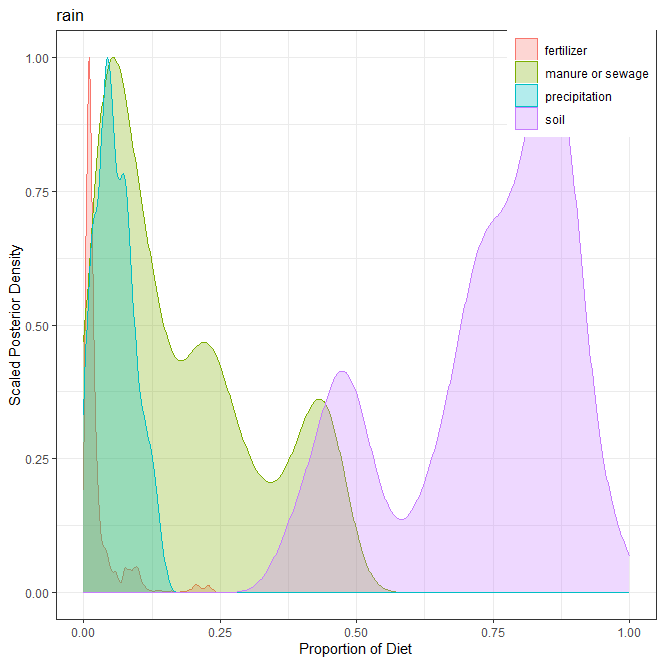 rain
fertilizer
manure or sewage
precipitation
soil
1.00
0.75
0.50
0.25
0.00
Scaled Posterior Density
0.00
0.25
0.50
0.75
1.00
Proportion of Diet